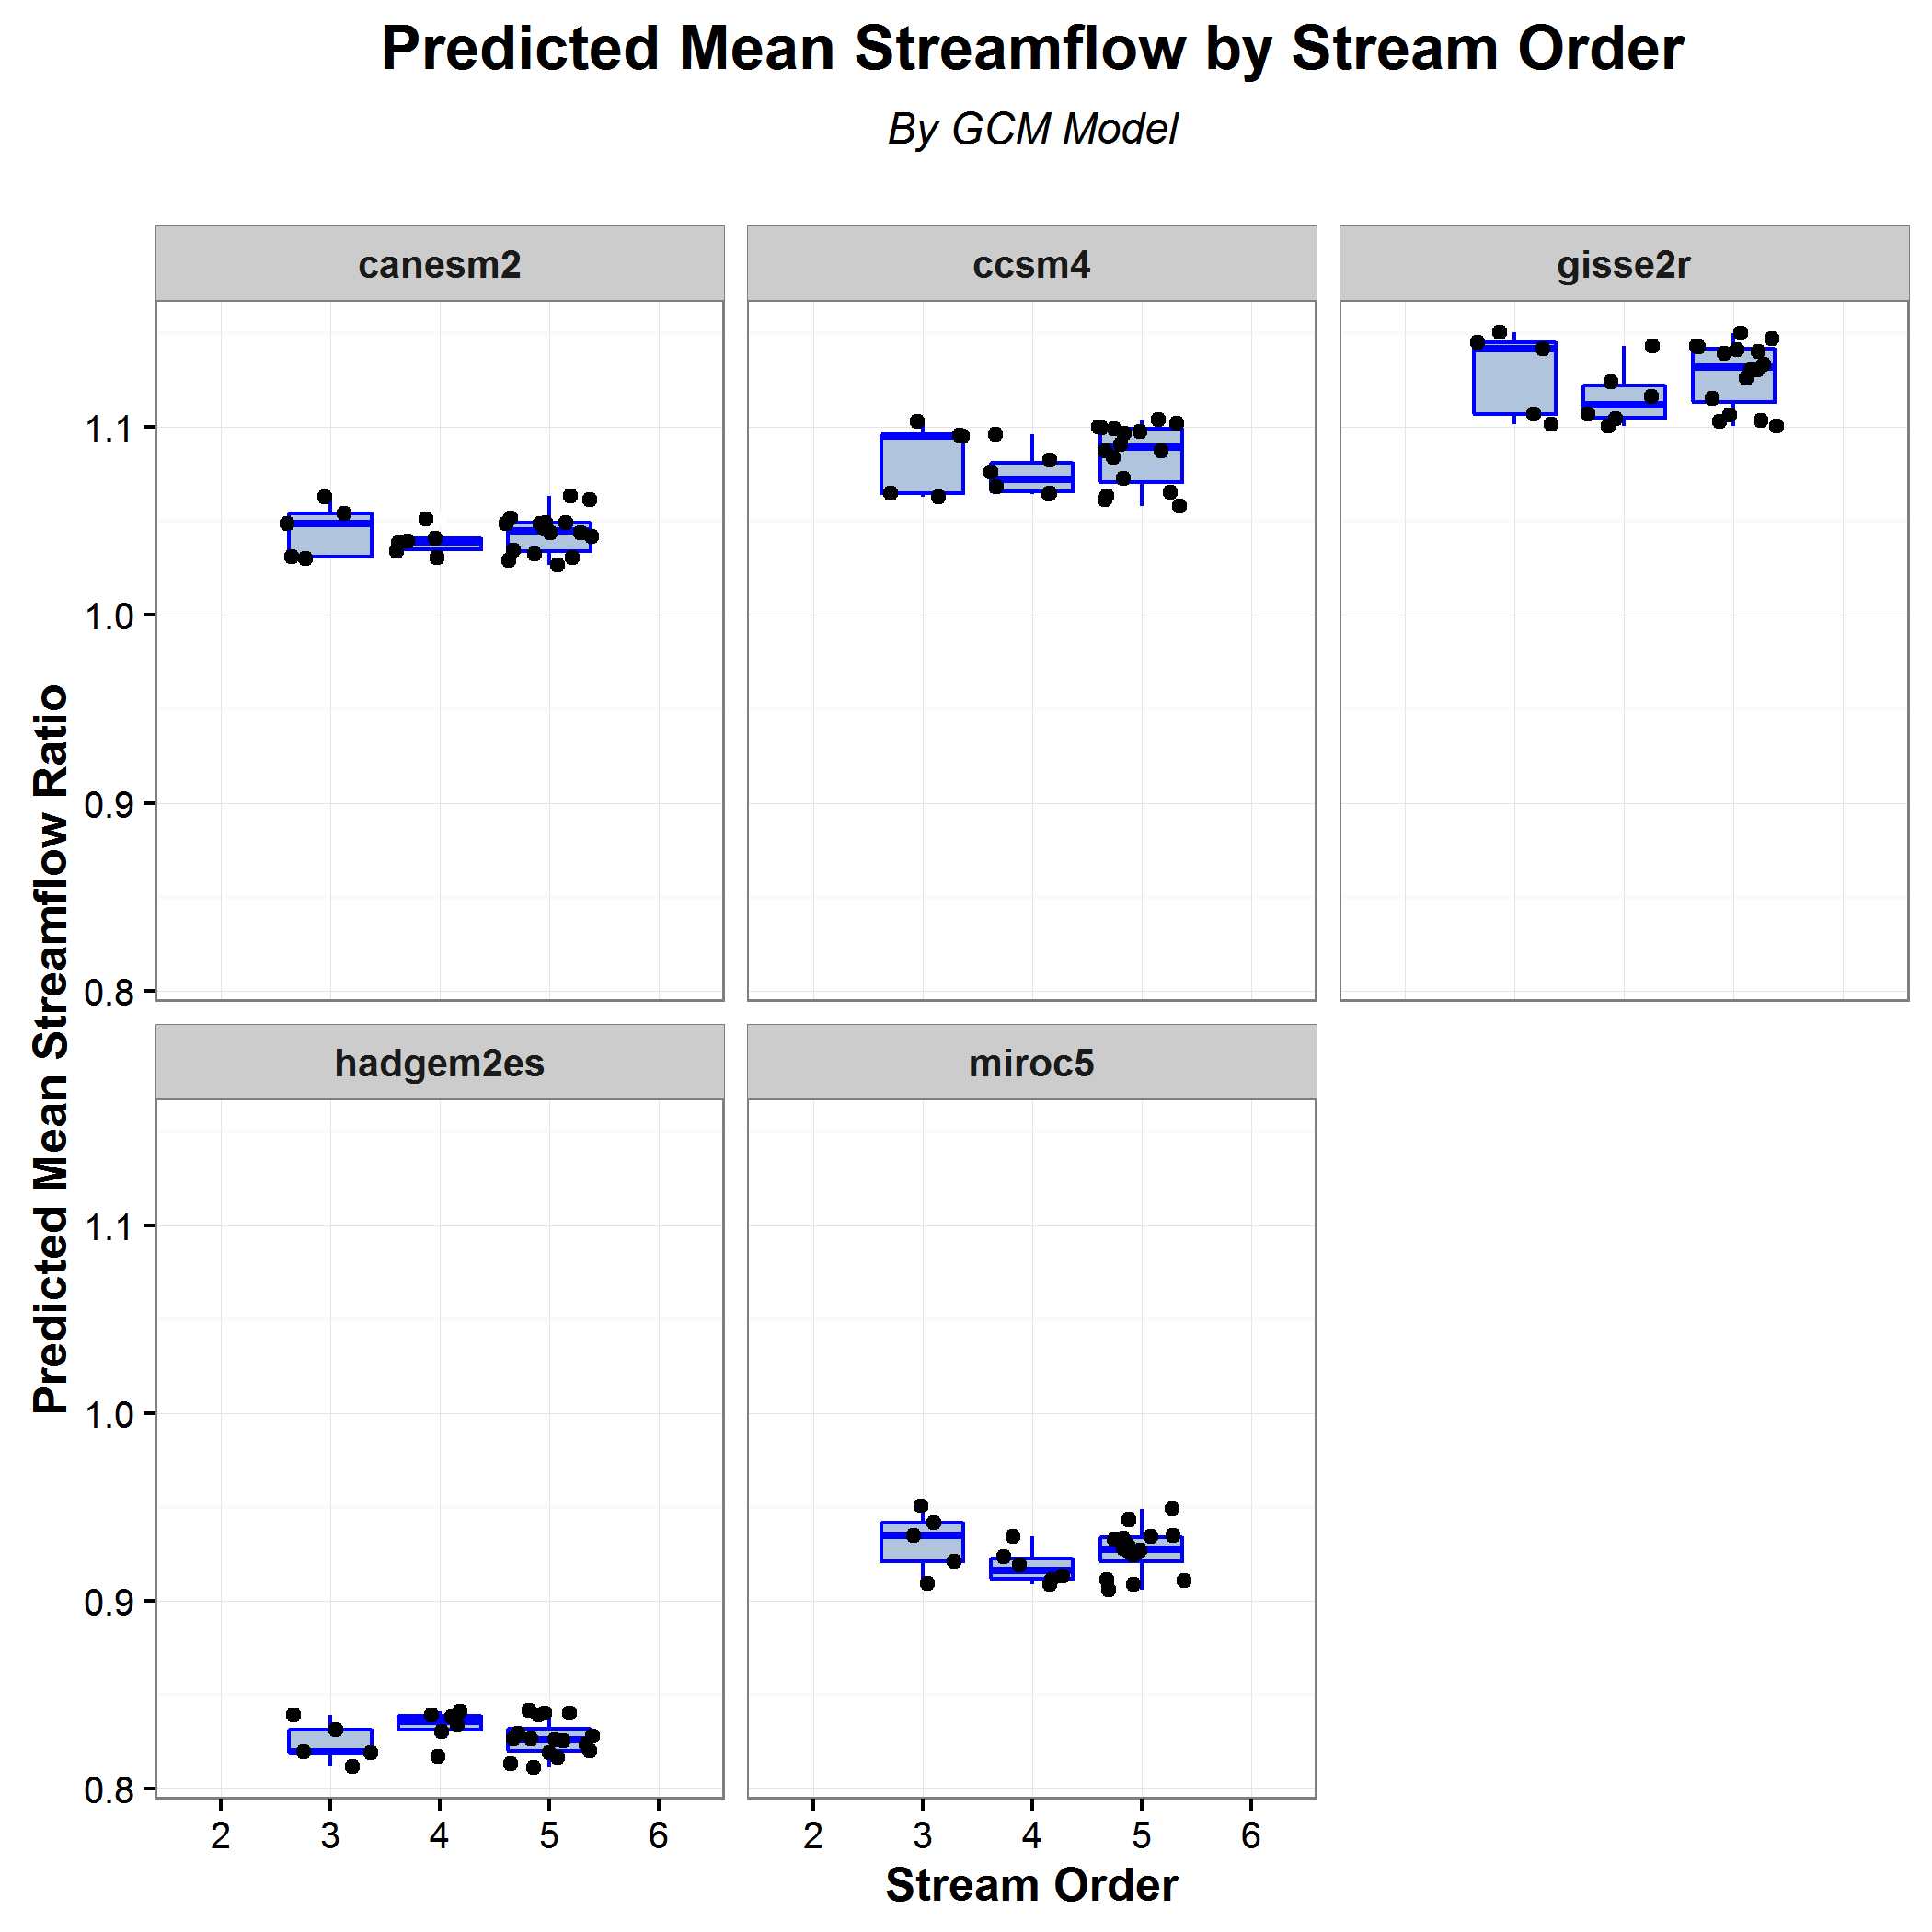 Predicted Mean Streamflow by Stream Order
By GCM Model
canesm2
ccsm4
gisse2r
1.1
1.0
0.9
0.8
Predicted Mean Streamflow Ratio
hadgem2es
miroc5
1.1
1.0
0.9
0.8
2 3 4 5 6
2 3 4 5 6
Stream Order